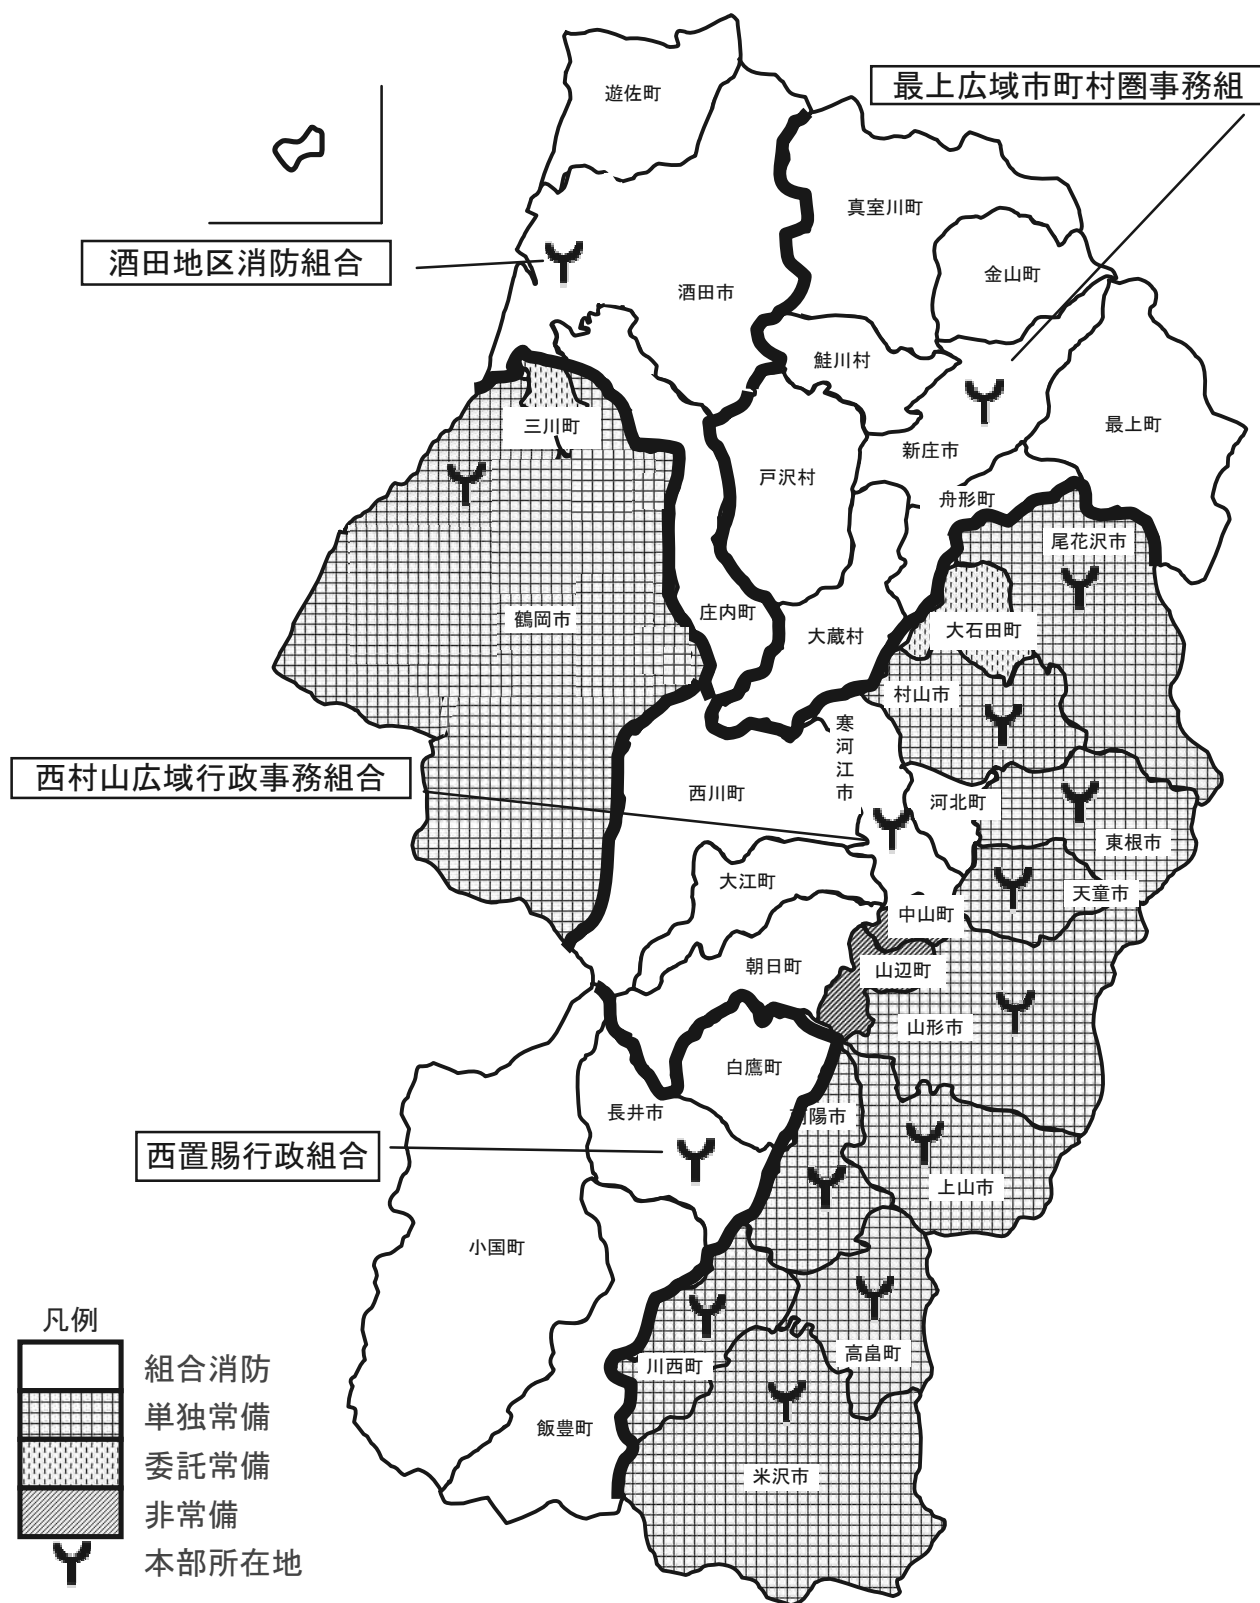 遊佐町
最上広域市町村圏事務組
真室川町
酒田地区消防組合
金山町
酒田市
鮭川村
最上町
三川町
新庄市
戸沢村
舟形町
尾花沢市
鶴岡市
庄内町
大石田町
大蔵村
村山市
寒河江市
西村山広域行政事務組合
西川町
河北町
東根市
大江町
天童市
中山町
朝日町
山辺町
山形市
白鷹町
長井市
陽市
西置賜行政組合
上山市
小国町
凡例
高畠町
組合消防
川西町
単独常備
飯豊町
委託常備
米沢市
非常備
本部所在地